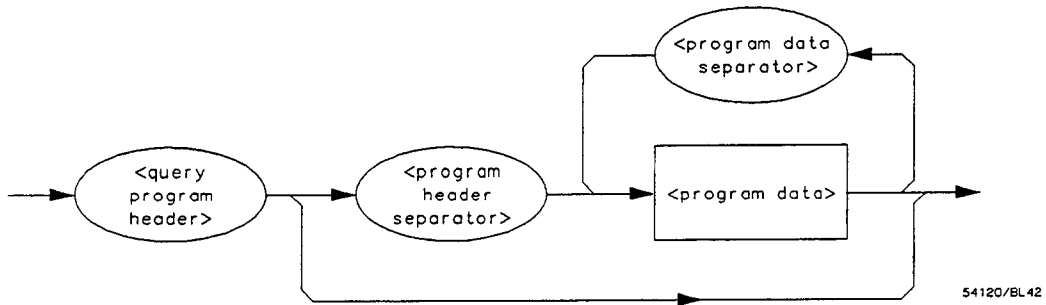 <program data
separator>
<query
program
header>
<program
header
separator>
<program data>
54120/BL42